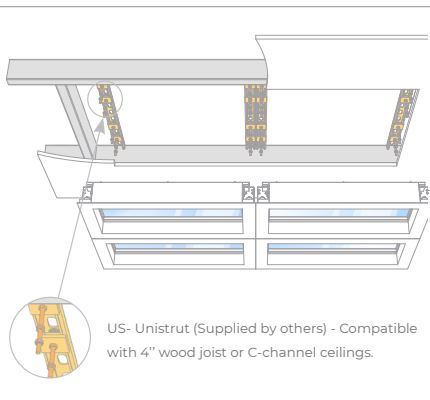 US- Unistrut (Supplied by others) - Compatible
with 4’’ wood joist or C-channel ceilings.